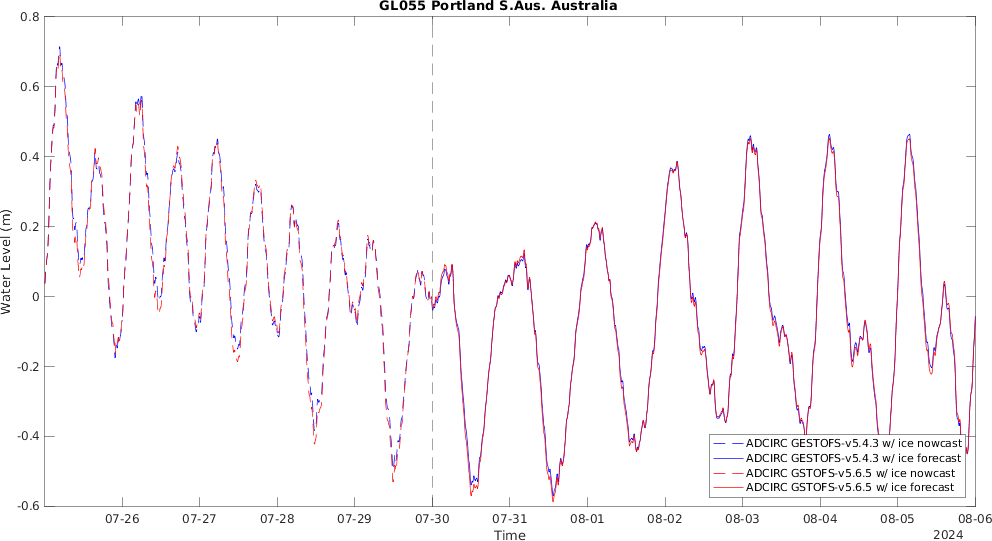 GL055 Portland S.Aus. Australia
Water Level (m)
0.8
0.6
0.4
0.2
0
-0.2
-0.4
-0.6
ADCIRC GESTOFS-v5.4.3 w/ ice nowcast
ADCIRC GESTOFS-v5.4.3 w/ ice forecast
ADCIRC GSTOFS-v5.6.5 w/ ice nowcast
ADCIRC GSTOFS-v5.6.5 w/ ice forecast
07-26 07-27 07-28 07-29 07-30 07-31 08-01 08-02 08-03 08-04 08-05 08-06
Time
2024